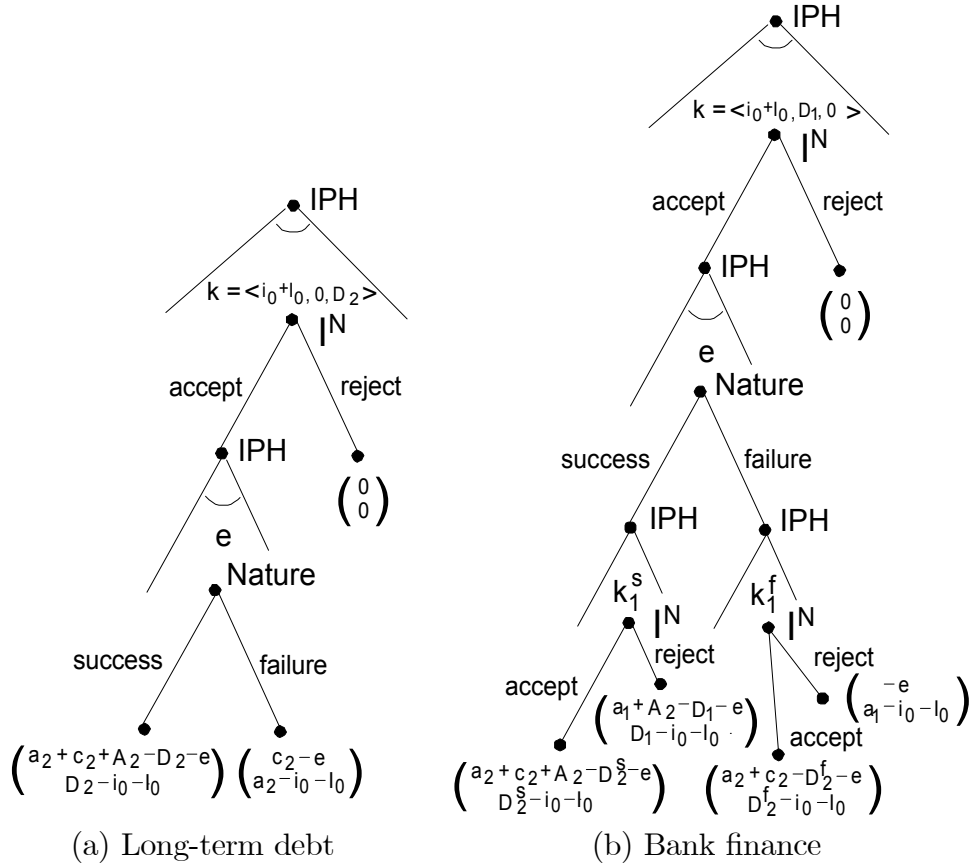 IPH
k = <i₀+I₀, D₁, 0 >
Iᴺ
accept
reject
IPH
(0
0)
e
Nature
success
failure
IPH
IPH
k₁ˢ
Iᴺ
k₁ᶠ
Iᴺ
accept
reject
reject
accept
(a₁ + A₂ − D₁ − e
D₁ − i₀ − I₀ .)
(−e
a₁ − i₀ − I₀)
(a₂ + c₂ + A₂ − D₂ˢ − e
D₂ˢ − i₀ − I₀)
(a₂ + c₂ − D₂ᶠ − e
D₂ᶠ − i₀ − I₀)
(b) Bank finance
IPH
k = <i₀+I₀, 0, D₂ >
Iᴺ
accept
reject
IPH
(0
0)
e
Nature
success
failure
(a₂ + c₂ + A₂ − D₂ − e
D₂ − i₀ − I₀)
(c₂ − e
a₂ − i₀ − I₀)
(a) Long-term debt